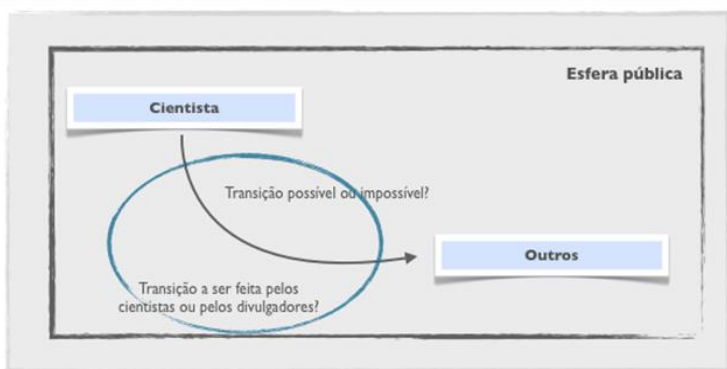 Esfera pública
Cientista
Transição possível ou impossível?
Outros
Transição a ser feita pelos
cientistas ou pelos divulgadores?